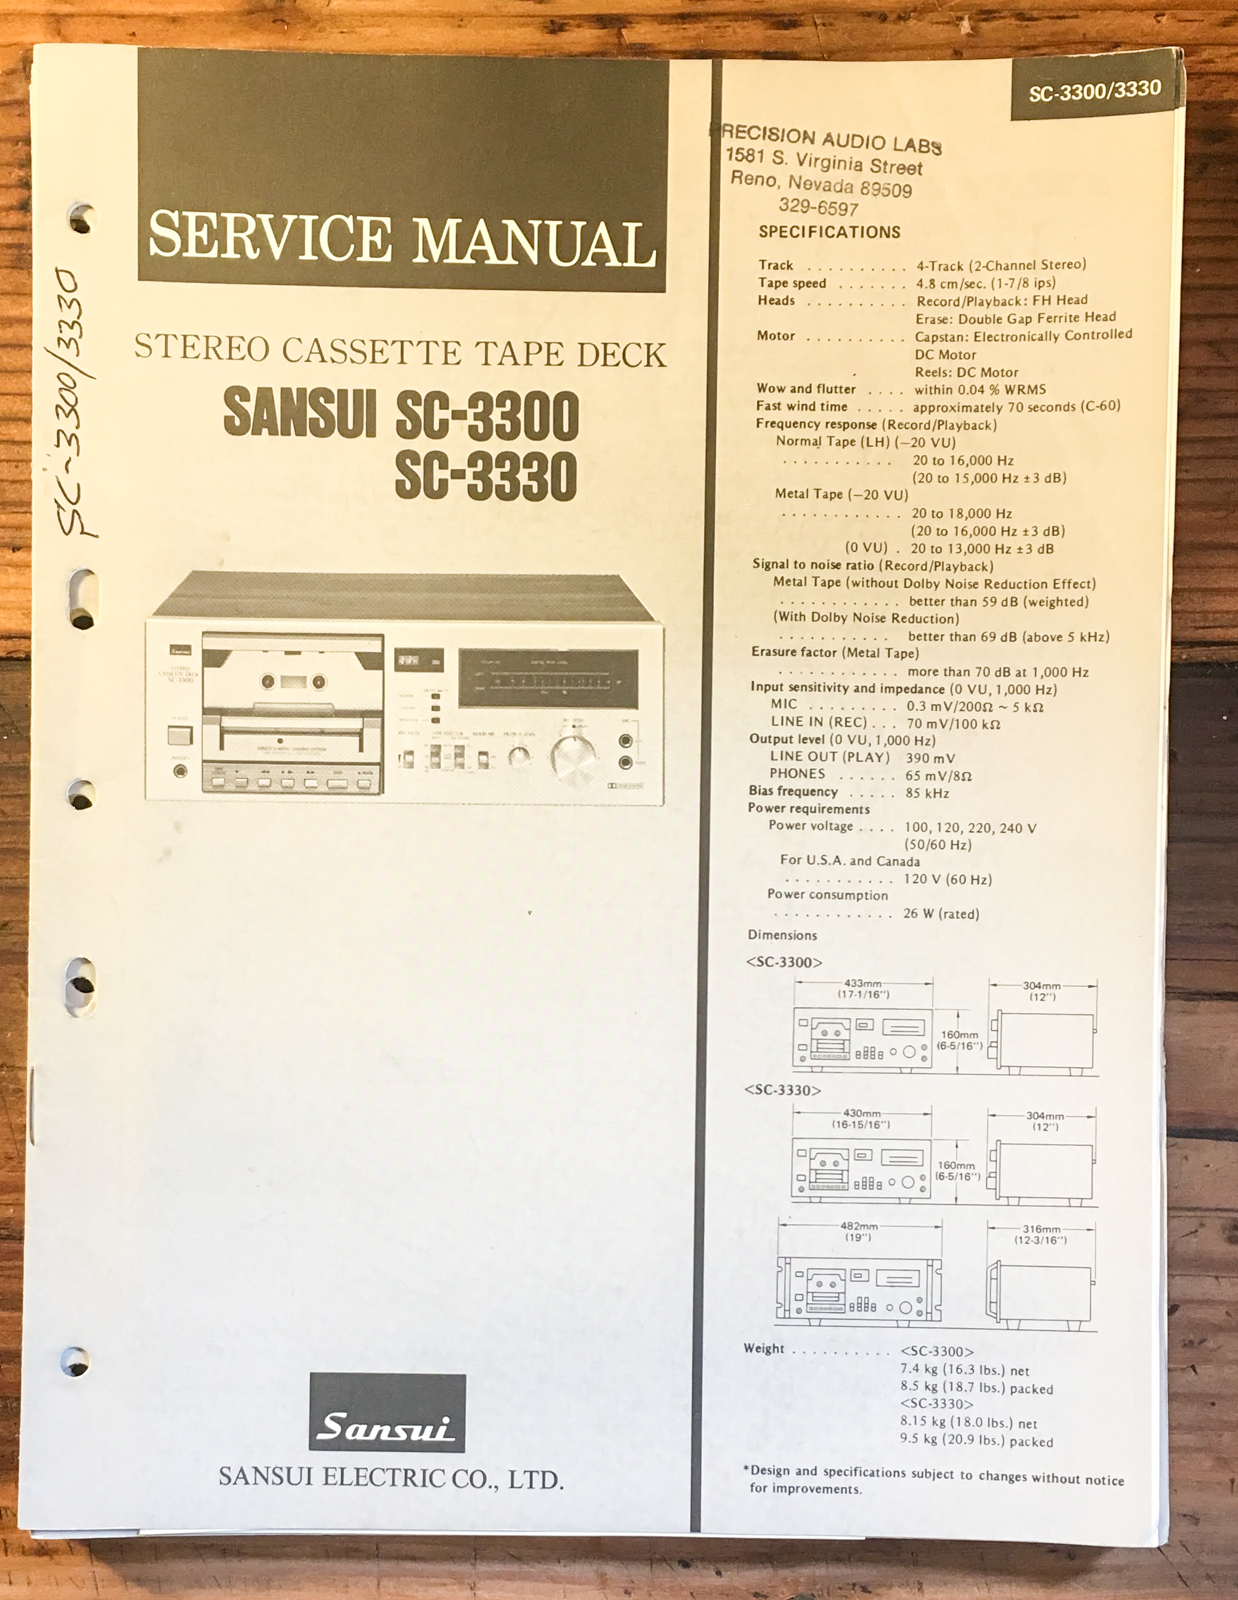 SC-3300/3330
SERVICE MANUAL
STEREO CASSETTE TAPE DECK
SANSUI SC-3300
SC-3330
SC-3300/3330
Sansui
STEREO
CASSETTE DECK
SC-3300
Sansui
SANSUI ELECTRIC CO., LTD.
PRECISION AUDIO LABS
1581 S. Virginia Street
Reno, Nevada 89509
329-6597
SPECIFICATIONS
Track . . . . . . . . . . 4-Track (2-Channel Stereo)
Tape speed . . . . . . . 4.8 cm/sec. (1-7/8 ips)
Heads . . . . . . . . . . Record/Playback: FH Head
Erase: Double Gap Ferrite Head
Motor . . . . . . . . . . Capstan: Electronically Controlled
DC Motor
Reels: DC Motor
Wow and flutter . . . . within 0.04 % WRMS
Fast wind time . . . . . approximately 70 seconds (C-60)
Frequency response (Record/Playback)
Normal Tape (LH) (−20 VU)
. . . . . . . . . . . 20 to 16,000 Hz
(20 to 15,000 Hz ±3 dB)
Metal Tape (−20 VU)
. . . . . . . . . . . . 20 to 18,000 Hz
(20 to 16,000 Hz ±3 dB)
(0 VU) . 20 to 13,000 Hz ±3 dB
Signal to noise ratio (Record/Playback)
Metal Tape (without Dolby Noise Reduction Effect)
. . . . . . . . . . . . better than 59 dB (weighted)
(With Dolby Noise Reduction)
. . . . . . . . . . . better than 69 dB (above 5 kHz)
Erasure factor (Metal Tape)
. . . . . . . . . . . . more than 70 dB at 1,000 Hz
Input sensitivity and impedance (0 VU, 1,000 Hz)
MIC . . . . . . . . . 0.3 mV/200Ω ~ 5 kΩ
LINE IN (REC) . . . 70 mV/100 kΩ
Output level (0 VU, 1,000 Hz)
LINE OUT (PLAY) 390 mV
PHONES . . . . . . 65 mV/8Ω
Bias frequency . . . . . 85 kHz
Power requirements
Power voltage . . . . 100, 120, 220, 240 V
(50/60 Hz)
For U.S.A. and Canada
. . . . . . . . . . . 120 V (60 Hz)
Power consumption
. . . . . . . . . . . . 26 W (rated)
Dimensions
<SC-3300>
433mm
(17-1/16")
304mm
(12")
160mm
(6-5/16")
<SC-3330>
430mm
(16-15/16")
304mm
(12")
160mm
(6-5/16")
482mm
(19")
316mm
(12-3/16")
Weight . . . . . . . . . . <SC-3300>
7.4 kg (16.3 lbs.) net
8.5 kg (18.7 lbs.) packed
<SC-3330>
8.15 kg (18.0 lbs.) net
9.5 kg (20.9 lbs.) packed
*Design and specifications subject to changes without notice
for improvements.